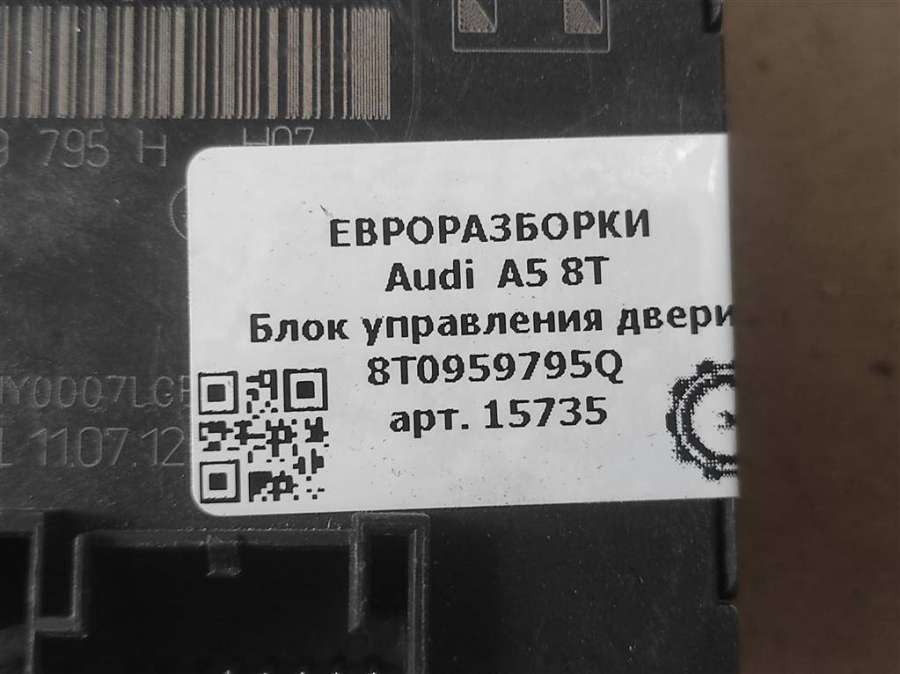 795 H H07
ЕВРОРАЗБОРКИ
Audi A5 8T
Блок управления двери
8T0959795Q
арт. 15735
11.07.12